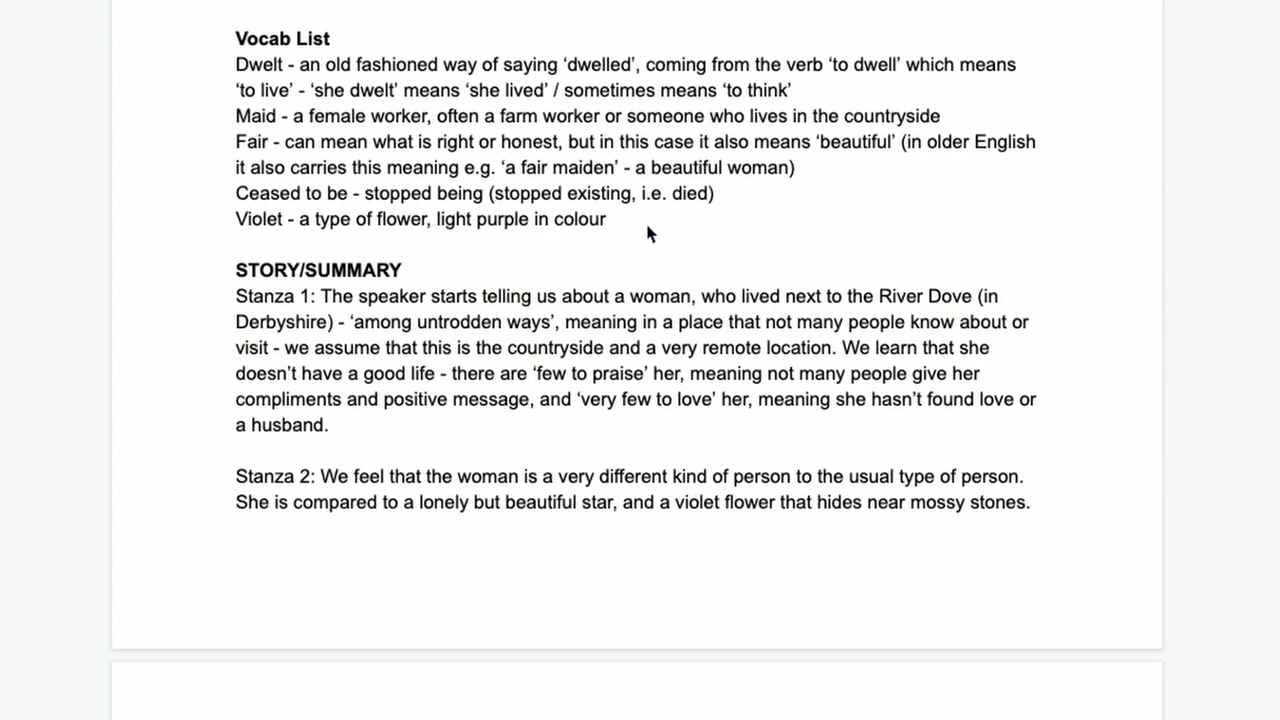 Vocab List
Dwelt - an old fashioned way of saying ‘dwelled’, coming from the verb ‘to dwell’ which means
‘to live’ - ‘she dwelt’ means ‘she lived’ / sometimes means ‘to think’
Maid - a female worker, often a farm worker or someone who lives in the countryside
Fair - can mean what is right or honest, but in this case it also means ‘beautiful’ (in older English
it also carries this meaning e.g. ‘a fair maiden’ - a beautiful woman)
Ceased to be - stopped being (stopped existing, i.e. died)
Violet - a type of flower, light purple in colour
STORY/SUMMARY
Stanza 1: The speaker starts telling us about a woman, who lived next to the River Dove (in
Derbyshire) - ‘among untrodden ways’, meaning in a place that not many people know about or
visit - we assume that this is the countryside and a very remote location. We learn that she
doesn’t have a good life - there are ‘few to praise’ her, meaning not many people give her
compliments and positive message, and ‘very few to love’ her, meaning she hasn’t found love or
a husband.
Stanza 2: We feel that the woman is a very different kind of person to the usual type of person.
She is compared to a lonely but beautiful star, and a violet flower that hides near mossy stones.